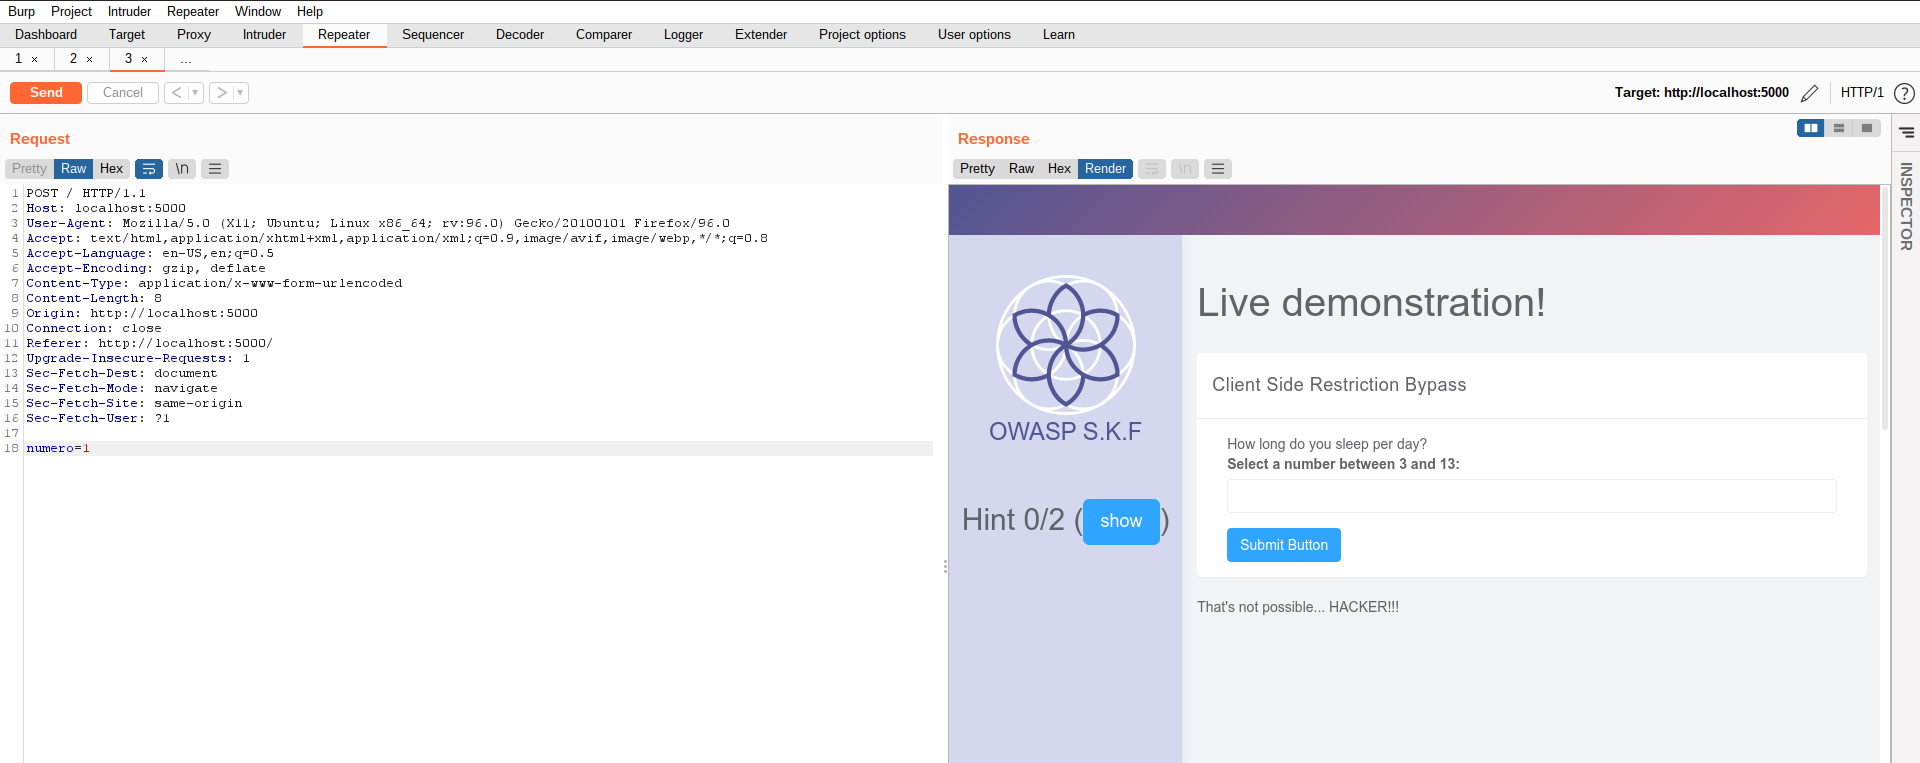 Burp Project Intruder Repeater Window Help
Dashboard Target Proxy Intruder Repeater Sequencer Decoder Comparer Logger Extender Project options User options Learn
1 × 2 × 3 × ...
Send Cancel < ▾ > ▾ Target: http://localhost:5000 HTTP/1 ?
Request
Pretty Raw Hex \n
1 POST / HTTP/1.1
2 Host: localhost:5000
3 User-Agent: Mozilla/5.0 (X11; Ubuntu; Linux x86_64; rv:96.0) Gecko/20100101 Firefox/96.0
4 Accept: text/html,application/xhtml+xml,application/xml;q=0.9,image/avif,image/webp,*/*;q=0.8
5 Accept-Language: en-US,en;q=0.5
6 Accept-Encoding: gzip, deflate
7 Content-Type: application/x-www-form-urlencoded
8 Content-Length: 8
9 Origin: http://localhost:5000
10 Connection: close
11 Referer: http://localhost:5000/
12 Upgrade-Insecure-Requests: 1
13 Sec-Fetch-Dest: document
14 Sec-Fetch-Mode: navigate
15 Sec-Fetch-Site: same-origin
16 Sec-Fetch-User: ?1
17
18 numero=1
Response
Pretty Raw Hex Render \n
OWASP S.K.F
Hint 0/2 (show)
Live demonstration!
Client Side Restriction Bypass
How long do you sleep per day?
Select a number between 3 and 13:
Submit Button
That's not possible... HACKER!!!
INSPECTOR